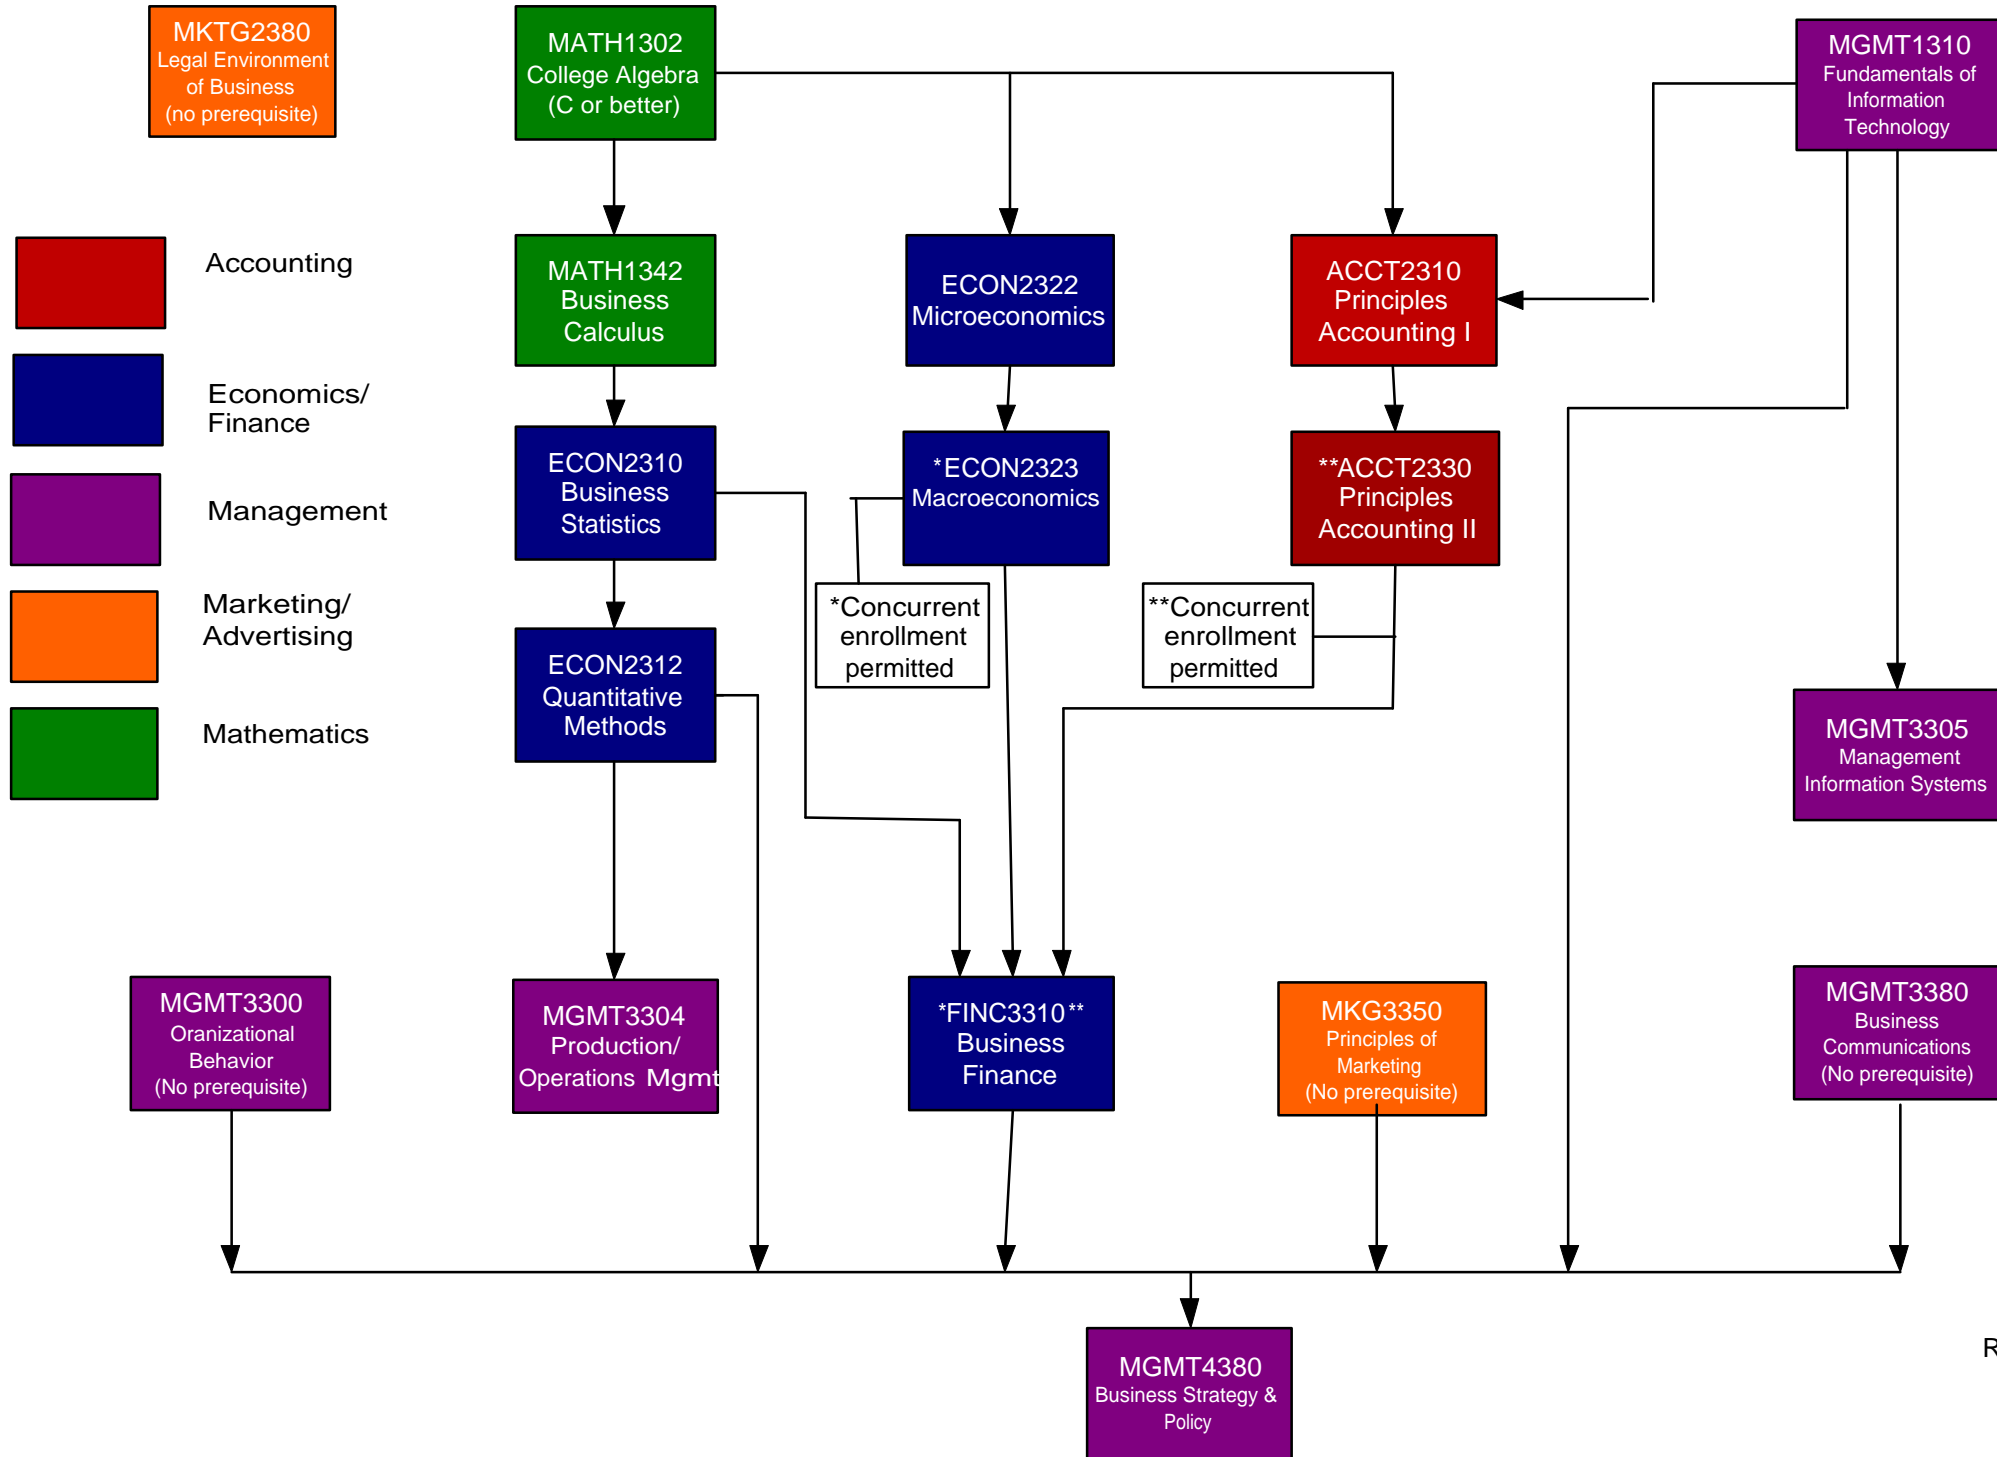 MKTG2380
Legal Environment
of Business
(no prerequisite)
MATH1302
College Algebra
(C or better)
MGMT1310
Fundamentals of
Information
Technology
Accounting
Economics/
Finance
Management
Marketing/
Advertising
Mathematics
MATH1342
Business
Calculus
ECON2322
Microeconomics
ACCT2310
Principles
Accounting I
ECON2310
Business
Statistics
*ECON2323
Macroeconomics
**ACCT2330
Principles
Accounting II
*Concurrent
enrollment
permitted
**Concurrent
enrollment
permitted
ECON2312
Quantitative
Methods
MGMT3305
Management
Information Systems
MGMT3300
Oranizational
Behavior
(No prerequisite)
MGMT3304
Production/
Operations Mgmt
*FINC3310**
Business
Finance
MKG3350
Principles of
Marketing
(No prerequisite)
MGMT3380
Business
Communications
(No prerequisite)
MGMT4380
Business Strategy &
Policy
R